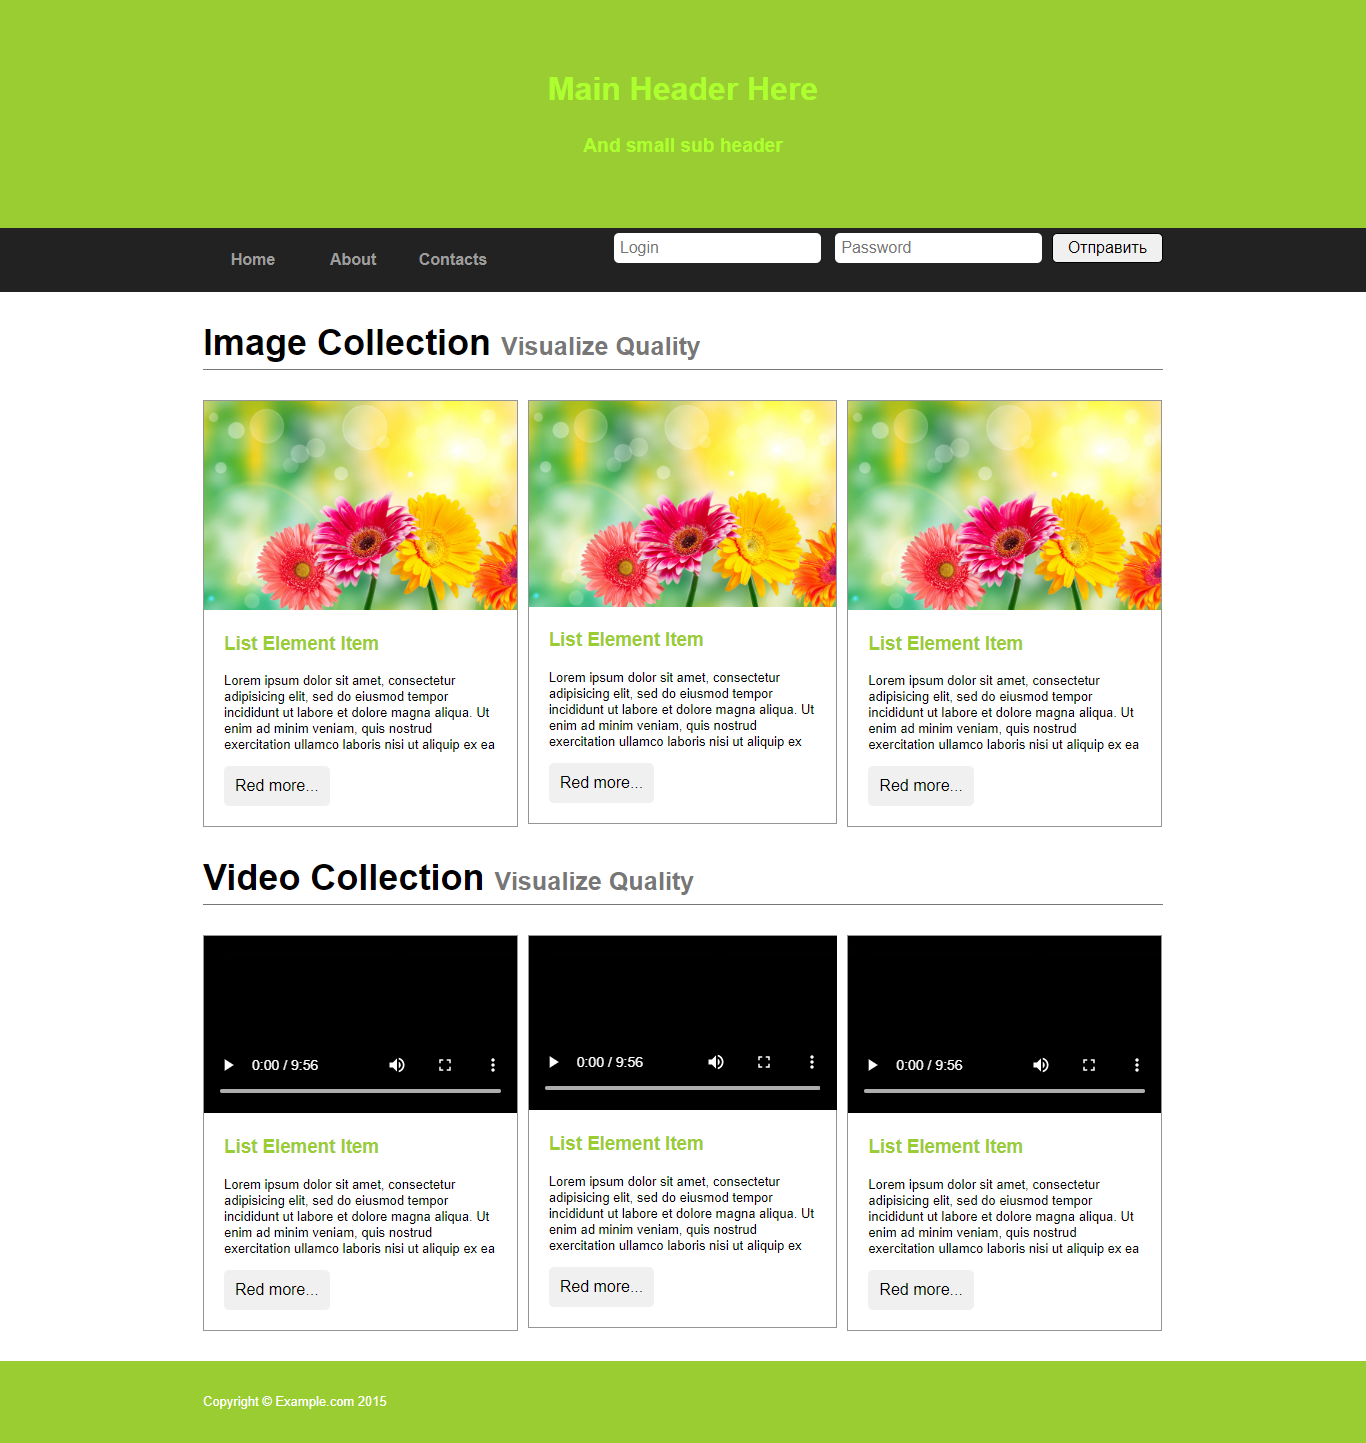 Main Header Here
And small sub header
Home About Contacts Login Password Отправить
Image Collection Visualize Quality
List Element Item
Lorem ipsum dolor sit amet, consectetur
adipisicing elit, sed do eiusmod tempor
incididunt ut labore et dolore magna aliqua. Ut
enim ad minim veniam, quis nostrud
exercitation ullamco laboris nisi ut aliquip ex ea
Red more...
List Element Item
Lorem ipsum dolor sit amet, consectetur
adipisicing elit, sed do eiusmod tempor
incididunt ut labore et dolore magna aliqua. Ut
enim ad minim veniam, quis nostrud
exercitation ullamco laboris nisi ut aliquip ex
Red more...
List Element Item
Lorem ipsum dolor sit amet, consectetur
adipisicing elit, sed do eiusmod tempor
incididunt ut labore et dolore magna aliqua. Ut
enim ad minim veniam, quis nostrud
exercitation ullamco laboris nisi ut aliquip ex ea
Red more...
Video Collection Visualize Quality
0:00 / 9:56
List Element Item
Lorem ipsum dolor sit amet, consectetur
adipisicing elit, sed do eiusmod tempor
incididunt ut labore et dolore magna aliqua. Ut
enim ad minim veniam, quis nostrud
exercitation ullamco laboris nisi ut aliquip ex ea
Red more...
0:00 / 9:56
List Element Item
Lorem ipsum dolor sit amet, consectetur
adipisicing elit, sed do eiusmod tempor
incididunt ut labore et dolore magna aliqua. Ut
enim ad minim veniam, quis nostrud
exercitation ullamco laboris nisi ut aliquip ex
Red more...
0:00 / 9:56
List Element Item
Lorem ipsum dolor sit amet, consectetur
adipisicing elit, sed do eiusmod tempor
incididunt ut labore et dolore magna aliqua. Ut
enim ad minim veniam, quis nostrud
exercitation ullamco laboris nisi ut aliquip ex ea
Red more...
Copyright © Example.com 2015